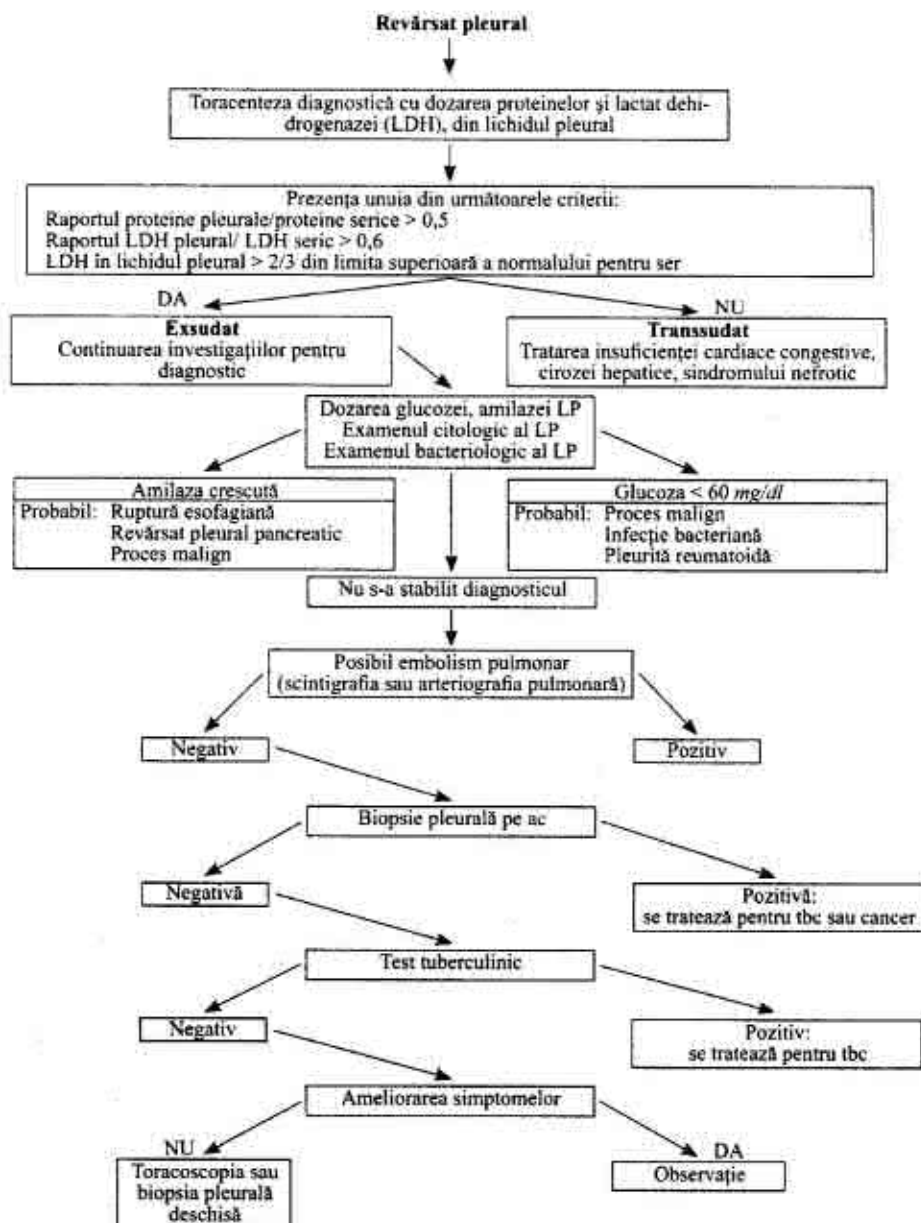 Revărsat pleural
Toracenteza diagnostică cu dozarea proteinelor și lactat dehi-
drogenazei (LDH), din lichidul pleural
Prezența unuia din următoarele criterii:
Raportul proteine pleurale/proteine serice > 0,5
Raportul LDH pleural/ LDH seric > 0,6
LDH în lichidul pleural > 2/3 din limita superioară a normalului pentru ser
DA
NU
Exsudat
Continuarea investigațiilor pentru
diagnostic
Transsudat
Tratarea insuficienței cardiace congestive,
cirozei hepatice, sindromului nefrotic
Dozarea glucozei, amilazei LP
Examenul citologic al LP
Examenul bacteriologic al LP
Amilaza crescută
Probabil: Ruptură esofagiană
Revărsat pleural pancreatic
Proces malign
Glucoza < 60 mg/dl
Probabil: Proces malign
Infecție bacteriană
Pleurită reumatoidă
Nu s-a stabilit diagnosticul
Posibil embolism pulmonar
(scintigrafia sau arteriografia pulmonară)
Negativ
Pozitiv
Biopsie pleurală pe ac
Negativă
Pozitivă:
se tratează pentru tbc sau cancer
Test tuberculinic
Negativ
Pozitiv:
se tratează pentru tbc
Ameliorarea simptomelor
NU
DA
Toracoscopia sau
biopsia pleurală
deschisă
Observație